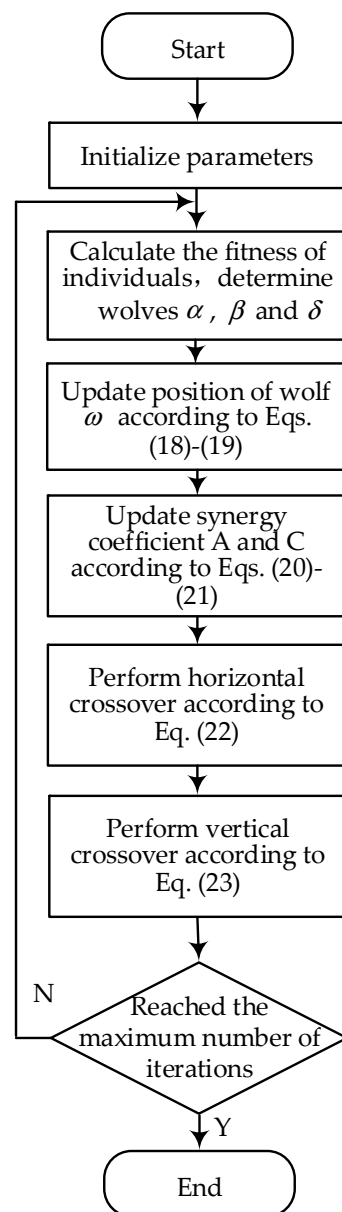 Start
Initialize parameters
Calculate the fitness of
individuals，determine
wolves α , β and δ
Update position of wolf
ω according to Eqs.
(18)-(19)
Update synergy
coefficient A and C
according to Eqs. (20)-
(21)
Perform horizontal
crossover according to
Eq. (22)
Perform vertical
crossover according to
Eq. (23)
N
Reached the
maximum number of
iterations
Y
End